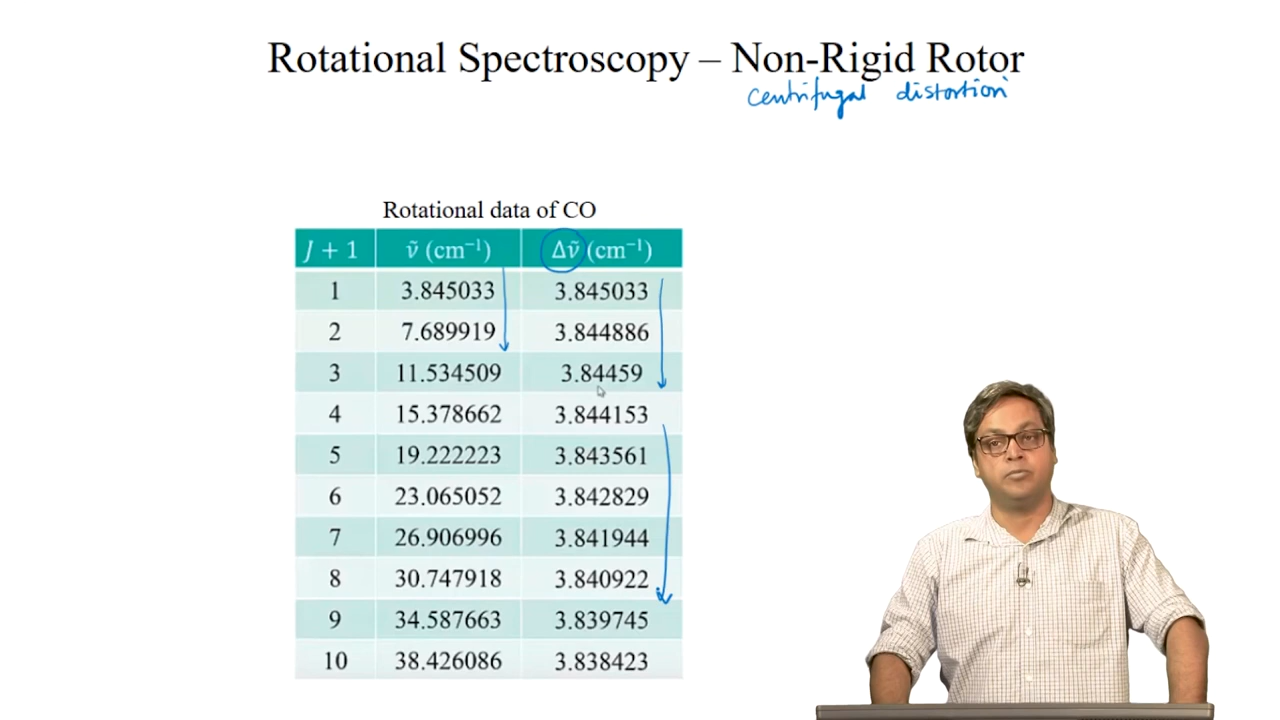 Rotational Spectroscopy – Non-Rigid Rotor
centrifugal distortion
Rotational data of CO
J + 1 ν̃ (cm⁻¹) Δν̃ (cm⁻¹)
1 3.845033 3.845033
2 7.689919 3.844886
3 11.534509 3.84459
4 15.378662 3.844153
5 19.222223 3.843561
6 23.065052 3.842829
7 26.906996 3.841944
8 30.747918 3.840922
9 34.587663 3.839745
10 38.426086 3.838423